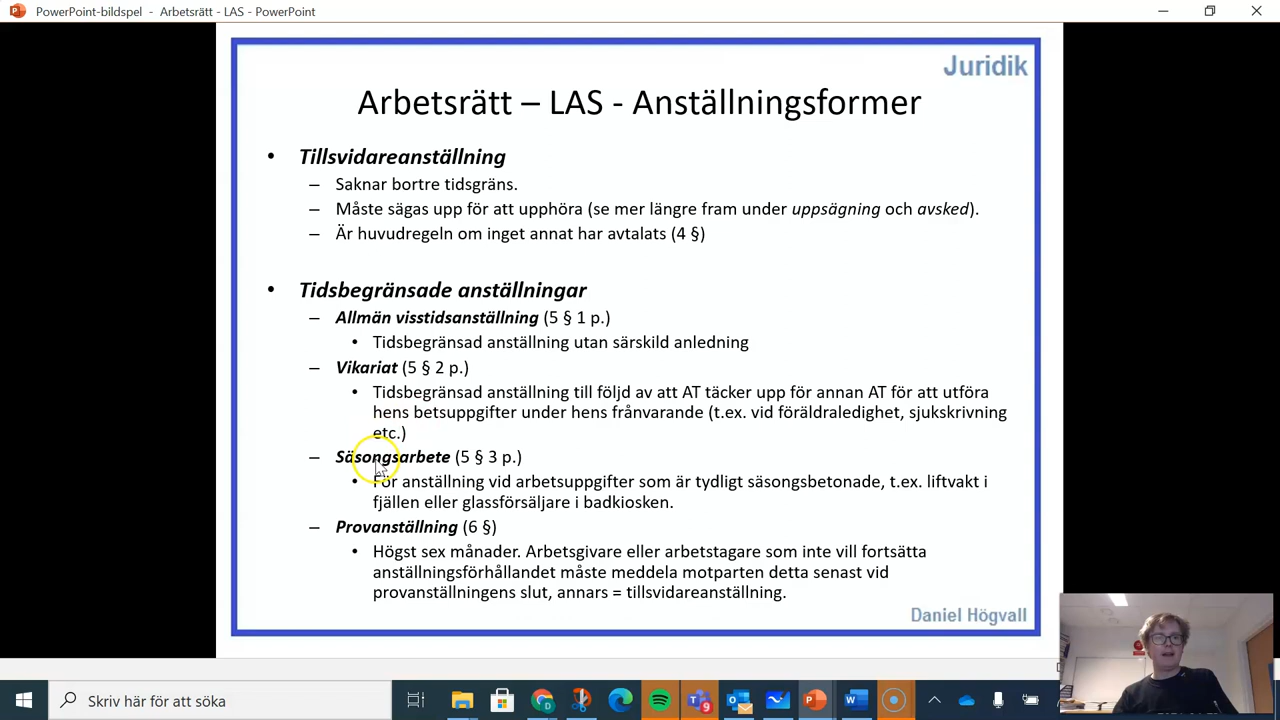 PowerPoint-bildspel - Arbetsrätt - LAS - PowerPoint
Juridik
Arbetsrätt – LAS - Anställningsformer
• Tillsvidareanställning
– Saknar bortre tidsgräns.
– Måste sägas upp för att upphöra (se mer längre fram under uppsägning och avsked).
– Är huvudregeln om inget annat har avtalats (4 §)
• Tidsbegränsade anställningar
– Allmän visstidsanställning (5 § 1 p.)
• Tidsbegränsad anställning utan särskild anledning
– Vikariat (5 § 2 p.)
• Tidsbegränsad anställning till följd av att AT täcker upp för annan AT för att utföra
hens betsuppgifter under hens frånvarande (t.ex. vid föräldraledighet, sjukskrivning
etc.)
– Säsongsarbete (5 § 3 p.)
• För anställning vid arbetsuppgifter som är tydligt säsongsbetonade, t.ex. liftvakt i
fjällen eller glassförsäljare i badkiosken.
– Provanställning (6 §)
• Högst sex månader. Arbetsgivare eller arbetstagare som inte vill fortsätta
anställningsförhållandet måste meddela motparten detta senast vid
provanställningens slut, annars = tillsvidareanställning.
Daniel Högvall
Skriv här för att söka
9